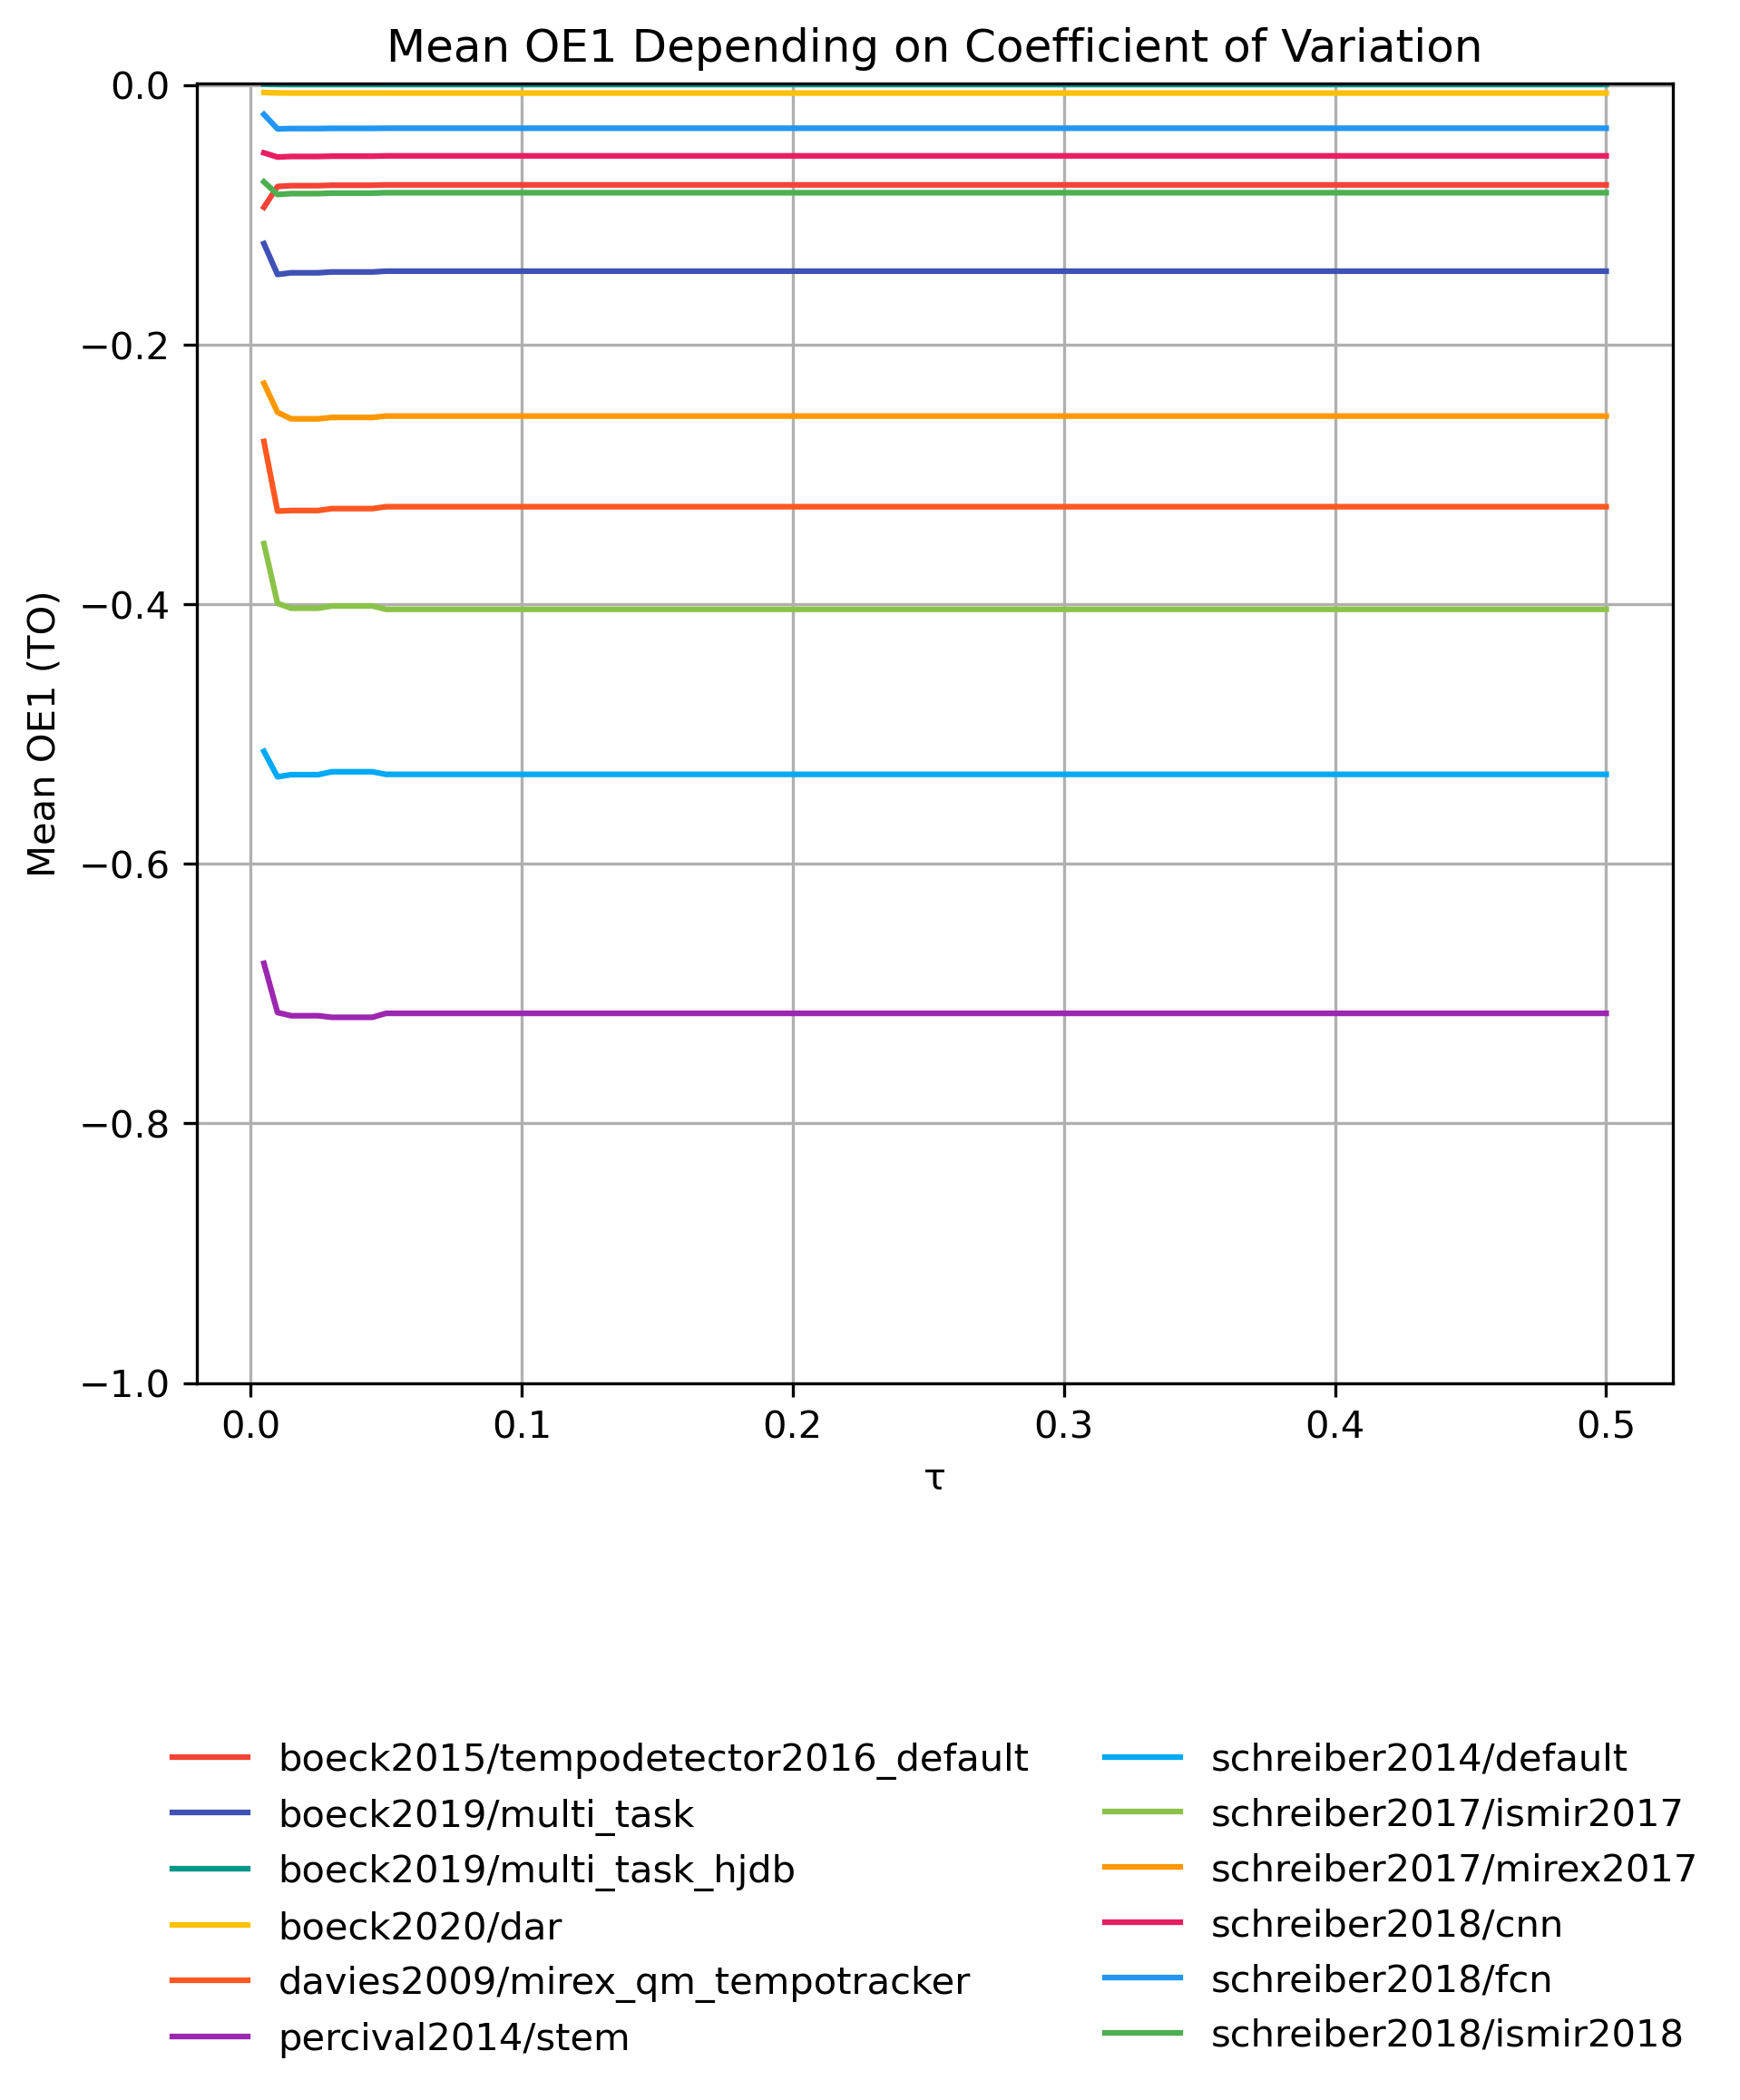 Mean OE1 Depending on Coefficient of Variation
0.0
−0.2
−0.4
−0.6
−0.8
−1.0
Mean OE1 (TO)
0.0 0.1 0.2 0.3 0.4 0.5
τ
boeck2015/tempodetector2016_default
boeck2019/multi_task
boeck2019/multi_task_hjdb
boeck2020/dar
davies2009/mirex_qm_tempotracker
percival2014/stem
schreiber2014/default
schreiber2017/ismir2017
schreiber2017/mirex2017
schreiber2018/cnn
schreiber2018/fcn
schreiber2018/ismir2018